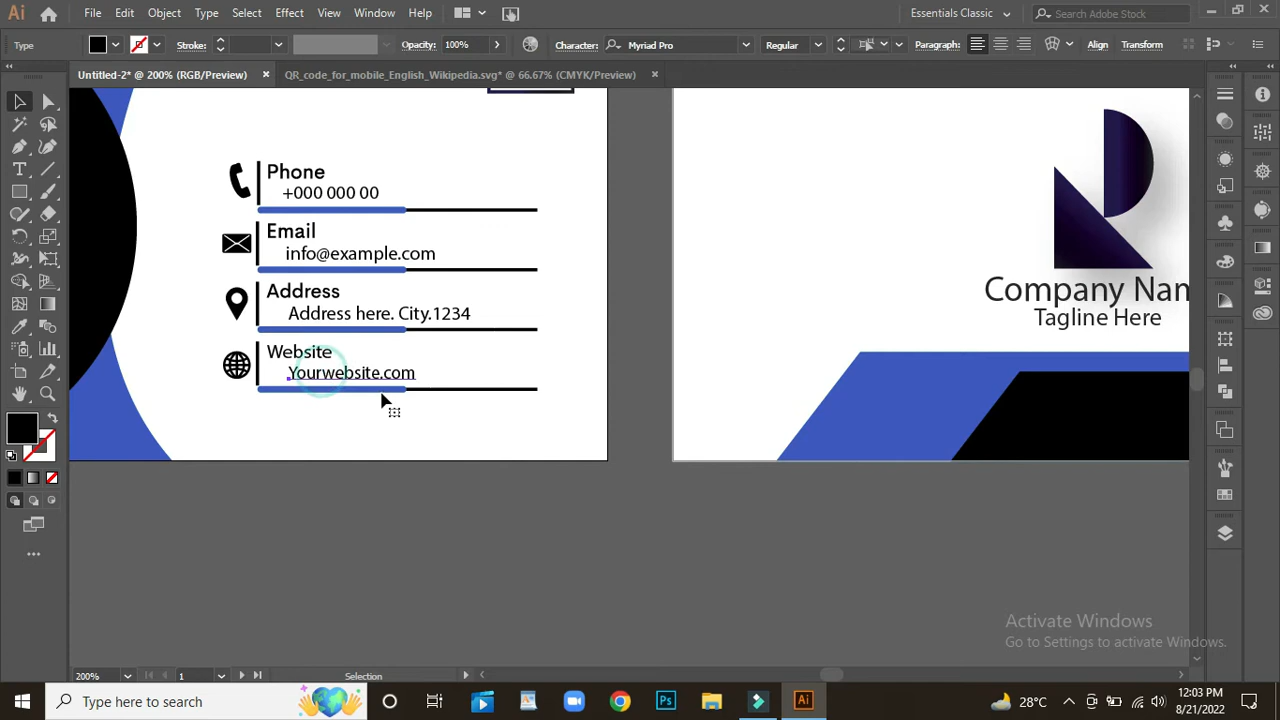 Ai File Edit Object Type Select Effect View Window Help Essentials Classic Search Adobe Stock
Type Stroke: Opacity: 100% Character: Myriad Pro Regular Paragraph: Align Transform
Untitled-2* @ 200% (RGB/Preview) × QR_code_for_mobile_English_Wikipedia.svg* @ 66.67% (CMYK/Preview) ×
Phone
+000 000 00
Email
info@example.com
Address
Address here. City.1234
Website
Yourwebsite.com
Company Nam
Tagline Here
Activate Windows
Go to Settings to activate Windows.
200% 1 Selection
Type here to search
Ps
Ai
28°C
12:03 PM
8/21/2022